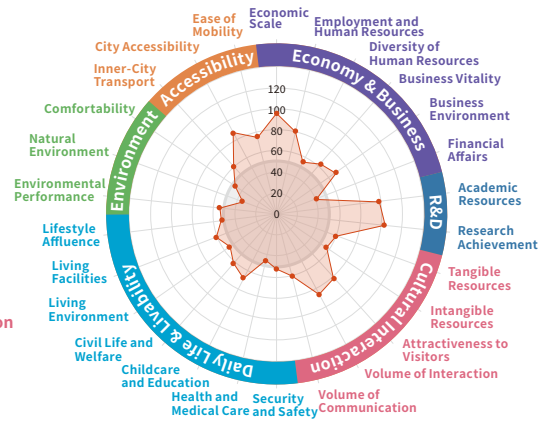 Economic
Scale
Employment and
Human Resources
Diversity of
Human Resources
Business Vitality
Business
Environment
Financial
Affairs
Academic
Resources
Research
Achievement
Tangible
Resources
Intangible
Resources
Attractiveness to
Visitors
Volume of Interaction
Volume of
Communication
Security
and Safety
Health and
Medical Care
Childcare
and Education
Civil Life and
Welfare
Living
Environment
Living
Facilities
Lifestyle
Affluence
Environmental
Performance
Natural
Environment
Comfortability
Inner-City
Transport
City Accessibility
Ease of
Mobility
Economy & Business
R&D
Cultural Interaction
Daily Life & Livability
Environment
Accessibility
120
100
80
60
40
20
0
on